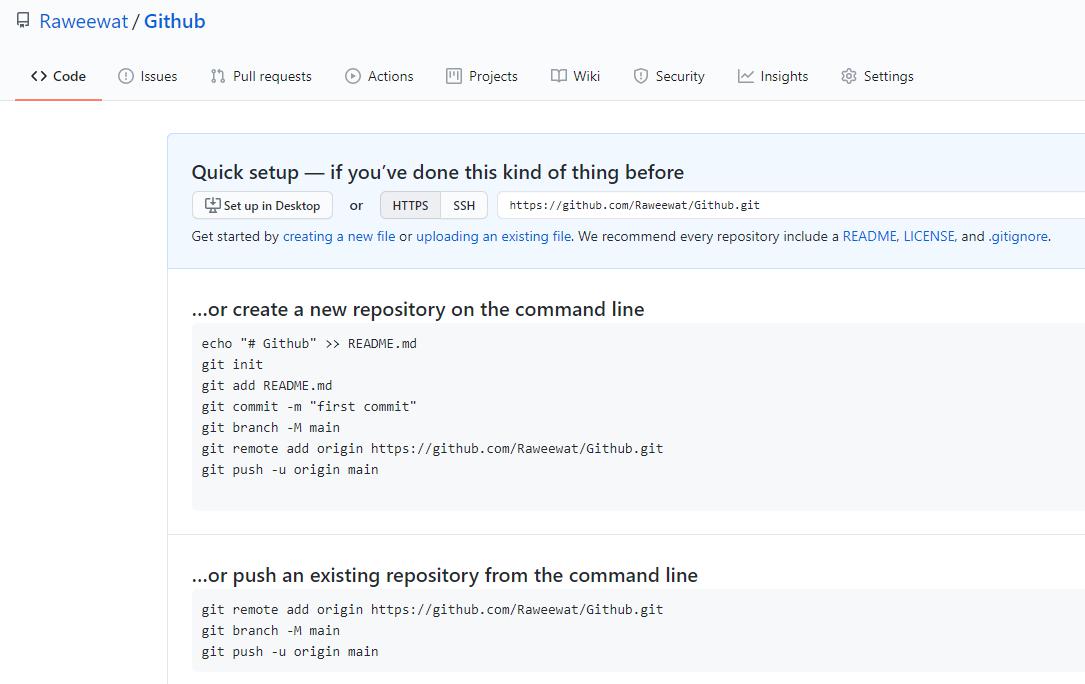 Raweewat / Github
Code Issues Pull requests Actions Projects Wiki Security Insights Settings
Quick setup — if you’ve done this kind of thing before
Set up in Desktop or HTTPS SSH https://github.com/Raweewat/Github.git
Get started by creating a new file or uploading an existing file. We recommend every repository include a README, LICENSE, and .gitignore.
…or create a new repository on the command line
echo "# Github" >> README.md
git init
git add README.md
git commit -m "first commit"
git branch -M main
git remote add origin https://github.com/Raweewat/Github.git
git push -u origin main
…or push an existing repository from the command line
git remote add origin https://github.com/Raweewat/Github.git
git branch -M main
git push -u origin main